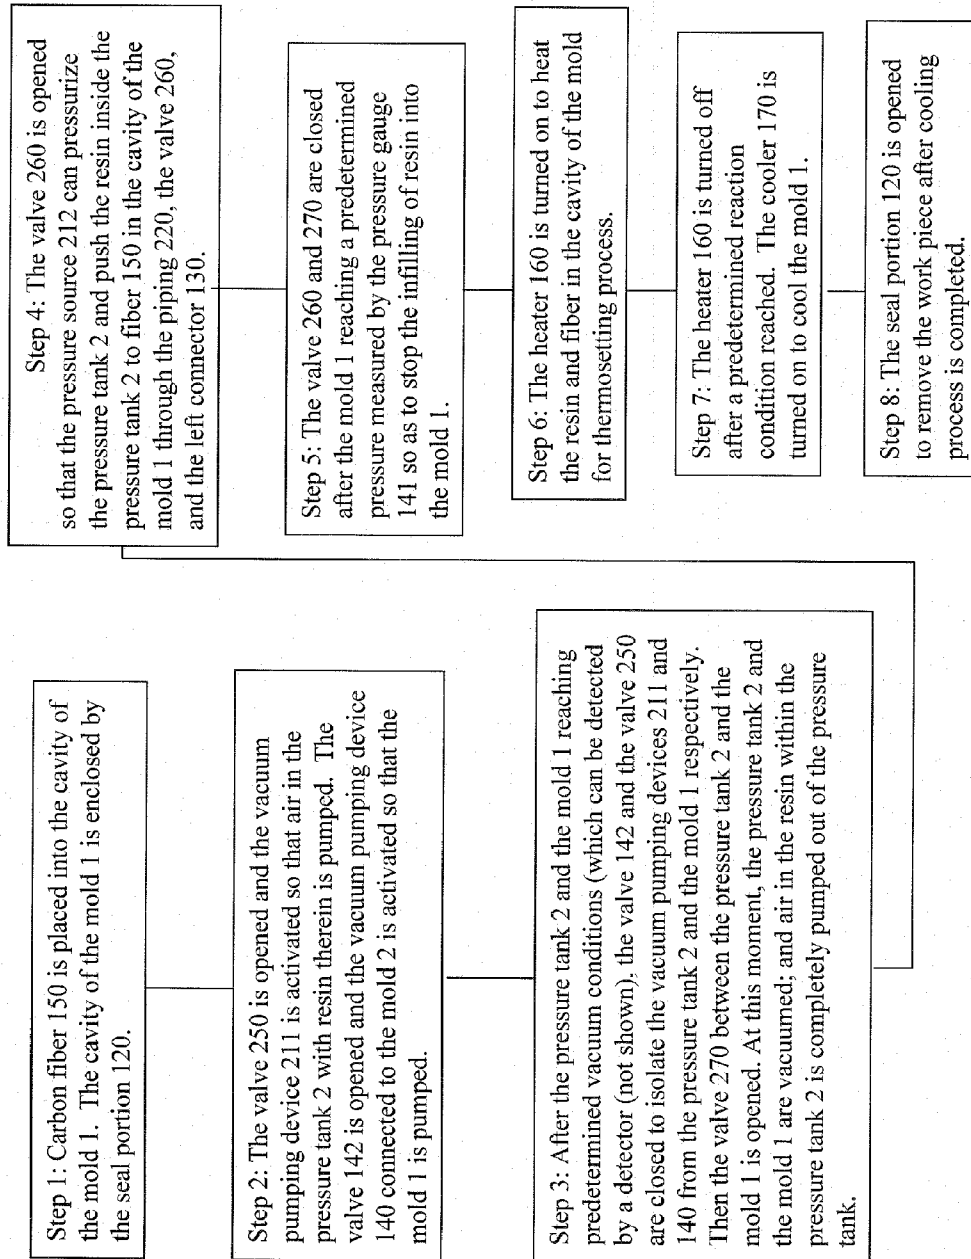 Step 1: Carbon fiber 150 is placed into the cavity of
the mold 1. The cavity of the mold 1 is enclosed by
the seal portion 120.
Step 2: The valve 250 is opened and the vacuum
pumping device 211 is activated so that air in the
pressure tank 2 with resin therein is pumped. The
valve 142 is opened and the vacuum pumping device
140 connected to the mold 2 is activated so that the
mold 1 is pumped.
Step 3: After the pressure tank 2 and the mold 1 reaching
predetermined vacuum conditions (which can be detected
by a detector (not shown), the valve 142 and the valve 250
are closed to isolate the vacuum pumping devices 211 and
140 from the pressure tank 2 and the mold 1 respectively.
Then the valve 270 between the pressure tank 2 and the
mold 1 is opened. At this moment, the pressure tank 2 and
the mold 1 are vacuumed; and air in the resin within the
pressure tank 2 is completely pumped out of the pressure
tank.
Step 4: The valve 260 is opened
so that the pressure source 212 can pressurize
the pressure tank 2 and push the resin inside the
pressure tank 2 to fiber 150 in the cavity of the
mold 1 through the piping 220, the valve 260,
and the left connector 130.
Step 5: The valve 260 and 270 are closed
after the mold 1 reaching a predetermined
pressure measured by the pressure gauge
141 so as to stop the infilling of resin into
the mold 1.
Step 6: The heater 160 is turned on to heat
the resin and fiber in the cavity of the mold
for thermosetting process.
Step 7: The heater 160 is turned off
after a predetermined reaction
condition reached. The cooler 170 is
turned on to cool the mold 1.
Step 8: The seal portion 120 is opened
to remove the work piece after cooling
process is completed.